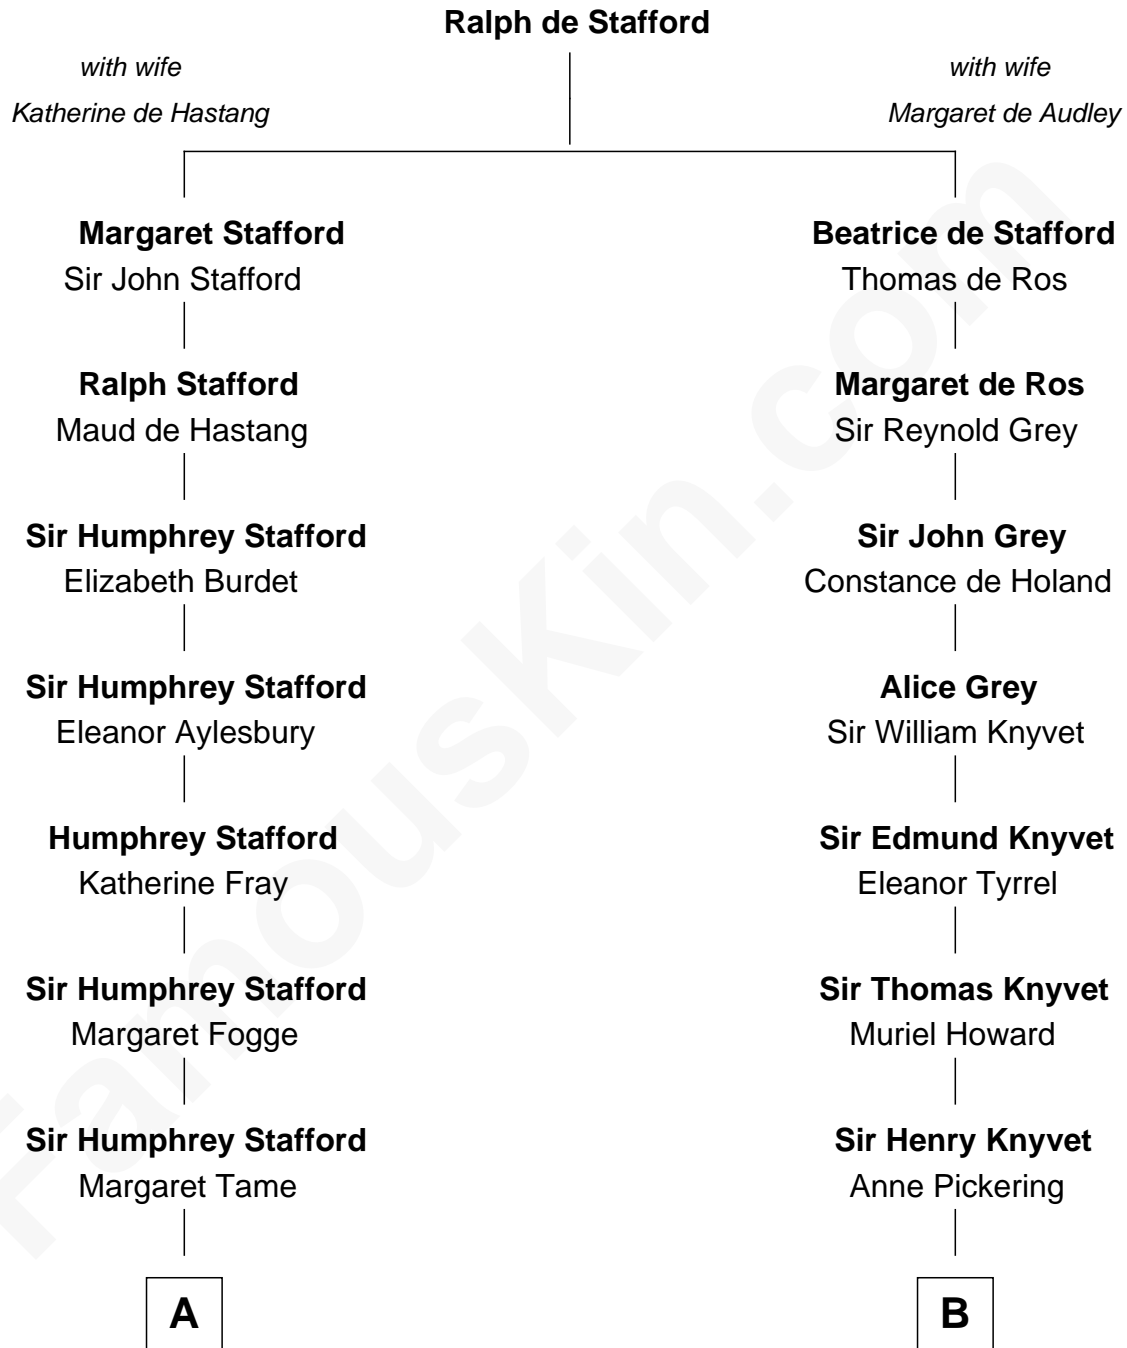 Ralph de Stafford
with wife
Katherine de Hastang
with wife
Margaret de Audley
Margaret Stafford
Sir John Stafford
Beatrice de Stafford
Thomas de Ros
Ralph Stafford
Maud de Hastang
Margaret de Ros
Sir Reynold Grey
Sir Humphrey Stafford
Elizabeth Burdet
Sir John Grey
Constance de Holand
Sir Humphrey Stafford
Eleanor Aylesbury
Alice Grey
Sir William Knyvet
Humphrey Stafford
Katherine Fray
Sir Edmund Knyvet
Eleanor Tyrrel
Sir Humphrey Stafford
Margaret Fogge
Sir Thomas Knyvet
Muriel Howard
Sir Humphrey Stafford
Margaret Tame
Sir Henry Knyvet
Anne Pickering
A
B
FamousKin.com